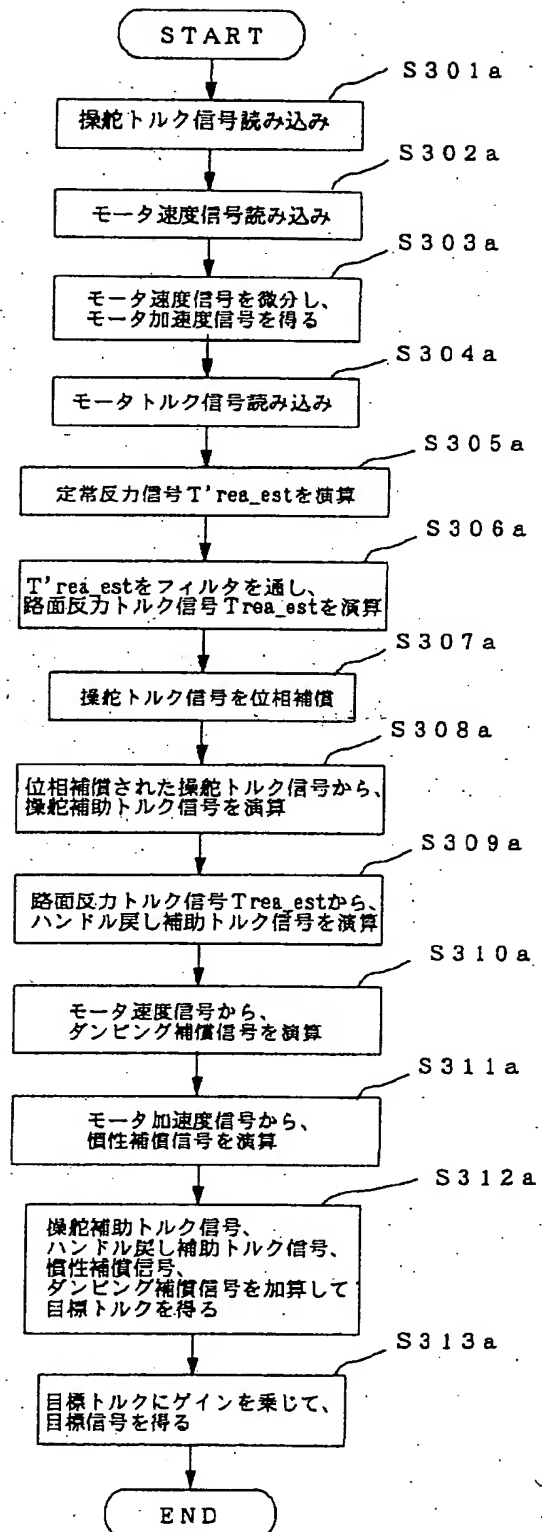 START
S301a
操舵トルク信号読み込み
S302a
モータ速度信号読み込み
S303a
モータ速度信号を微分し、
モータ加速度信号を得る
S304a
モータトルク信号読み込み
S305a
定常反力信号T'rea_estを演算
S306a
T'rea_estをフィルタを通し、
路面反力トルク信号Trea_estを演算
S307a
操舵トルク信号を位相補償
S308a
位相補償された操舵トルク信号から、
操舵補助トルク信号を演算
S309a
路面反力トルク信号Trea_estから、
ハンドル戻し補助トルク信号を演算
S310a
モータ速度信号から、
ダンピング補償信号を演算
S311a
モータ加速度信号から、
慣性補償信号を演算
S312a
操舵補助トルク信号、
ハンドル戻し補助トルク信号、
慣性補償信号、
ダンピング補償信号を加算して
目標トルクを得る
S313a
目標トルクにゲインを乗じて、
目標信号を得る
END